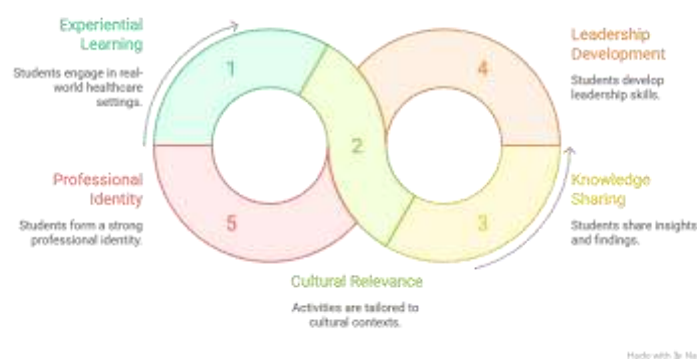 Experiential
Learning
Students engage in real-
world healthcare
settings.
1
Professional
Identity
Students form a strong
professional identity.
5
2
Cultural Relevance
Activities are tailored to
cultural contexts.
4
Leadership
Development
Students develop
leadership skills.
3
Knowledge
Sharing
Students share insights
and findings.
Made with